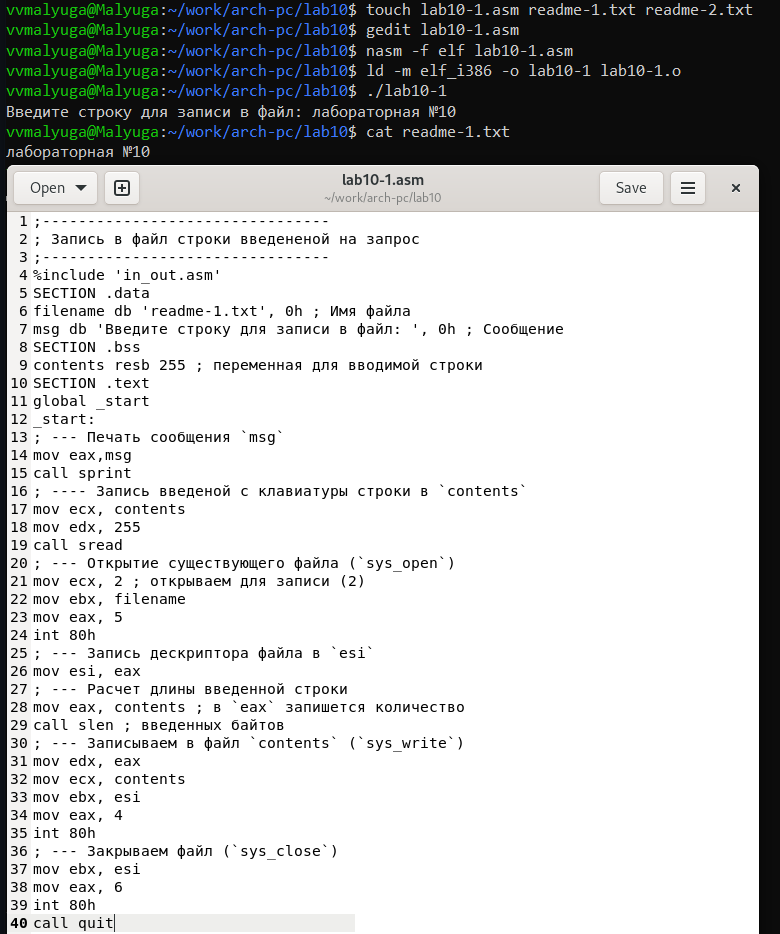 vvmalyuga@Malyuga:~/work/arch-pc/lab10$ touch lab10-1.asm readme-1.txt readme-2.txt
vvmalyuga@Malyuga:~/work/arch-pc/lab10$ gedit lab10-1.asm
vvmalyuga@Malyuga:~/work/arch-pc/lab10$ nasm -f elf lab10-1.asm
vvmalyuga@Malyuga:~/work/arch-pc/lab10$ ld -m elf_i386 -o lab10-1 lab10-1.o
vvmalyuga@Malyuga:~/work/arch-pc/lab10$ ./lab10-1
Введите строку для записи в файл: лабораторная №10
vvmalyuga@Malyuga:~/work/arch-pc/lab10$ cat readme-1.txt
лабораторная №10
Open lab10-1.asm Save
~/work/arch-pc/lab10
1 ;--------------------------------
2 ; Запись в файл строки введененой на запрос
3 ;--------------------------------
4 %include 'in_out.asm'
5 SECTION .data
6 filename db 'readme-1.txt', 0h ; Имя файла
7 msg db 'Введите строку для записи в файл: ', 0h ; Сообщение
8 SECTION .bss
9 contents resb 255 ; переменная для вводимой строки
10 SECTION .text
11 global _start
12 _start:
13 ; --- Печать сообщения `msg`
14 mov eax,msg
15 call sprint
16 ; ---- Запись введеной с клавиатуры строки в `contents`
17 mov ecx, contents
18 mov edx, 255
19 call sread
20 ; --- Открытие существующего файла (`sys_open`)
21 mov ecx, 2 ; открываем для записи (2)
22 mov ebx, filename
23 mov eax, 5
24 int 80h
25 ; --- Запись дескриптора файла в `esi`
26 mov esi, eax
27 ; --- Расчет длины введенной строки
28 mov eax, contents ; в `eax` запишется количество
29 call slen ; введенных байтов
30 ; --- Записываем в файл `contents` (`sys_write`)
31 mov edx, eax
32 mov ecx, contents
33 mov ebx, esi
34 mov eax, 4
35 int 80h
36 ; --- Закрываем файл (`sys_close`)
37 mov ebx, esi
38 mov eax, 6
39 int 80h
40 call quit